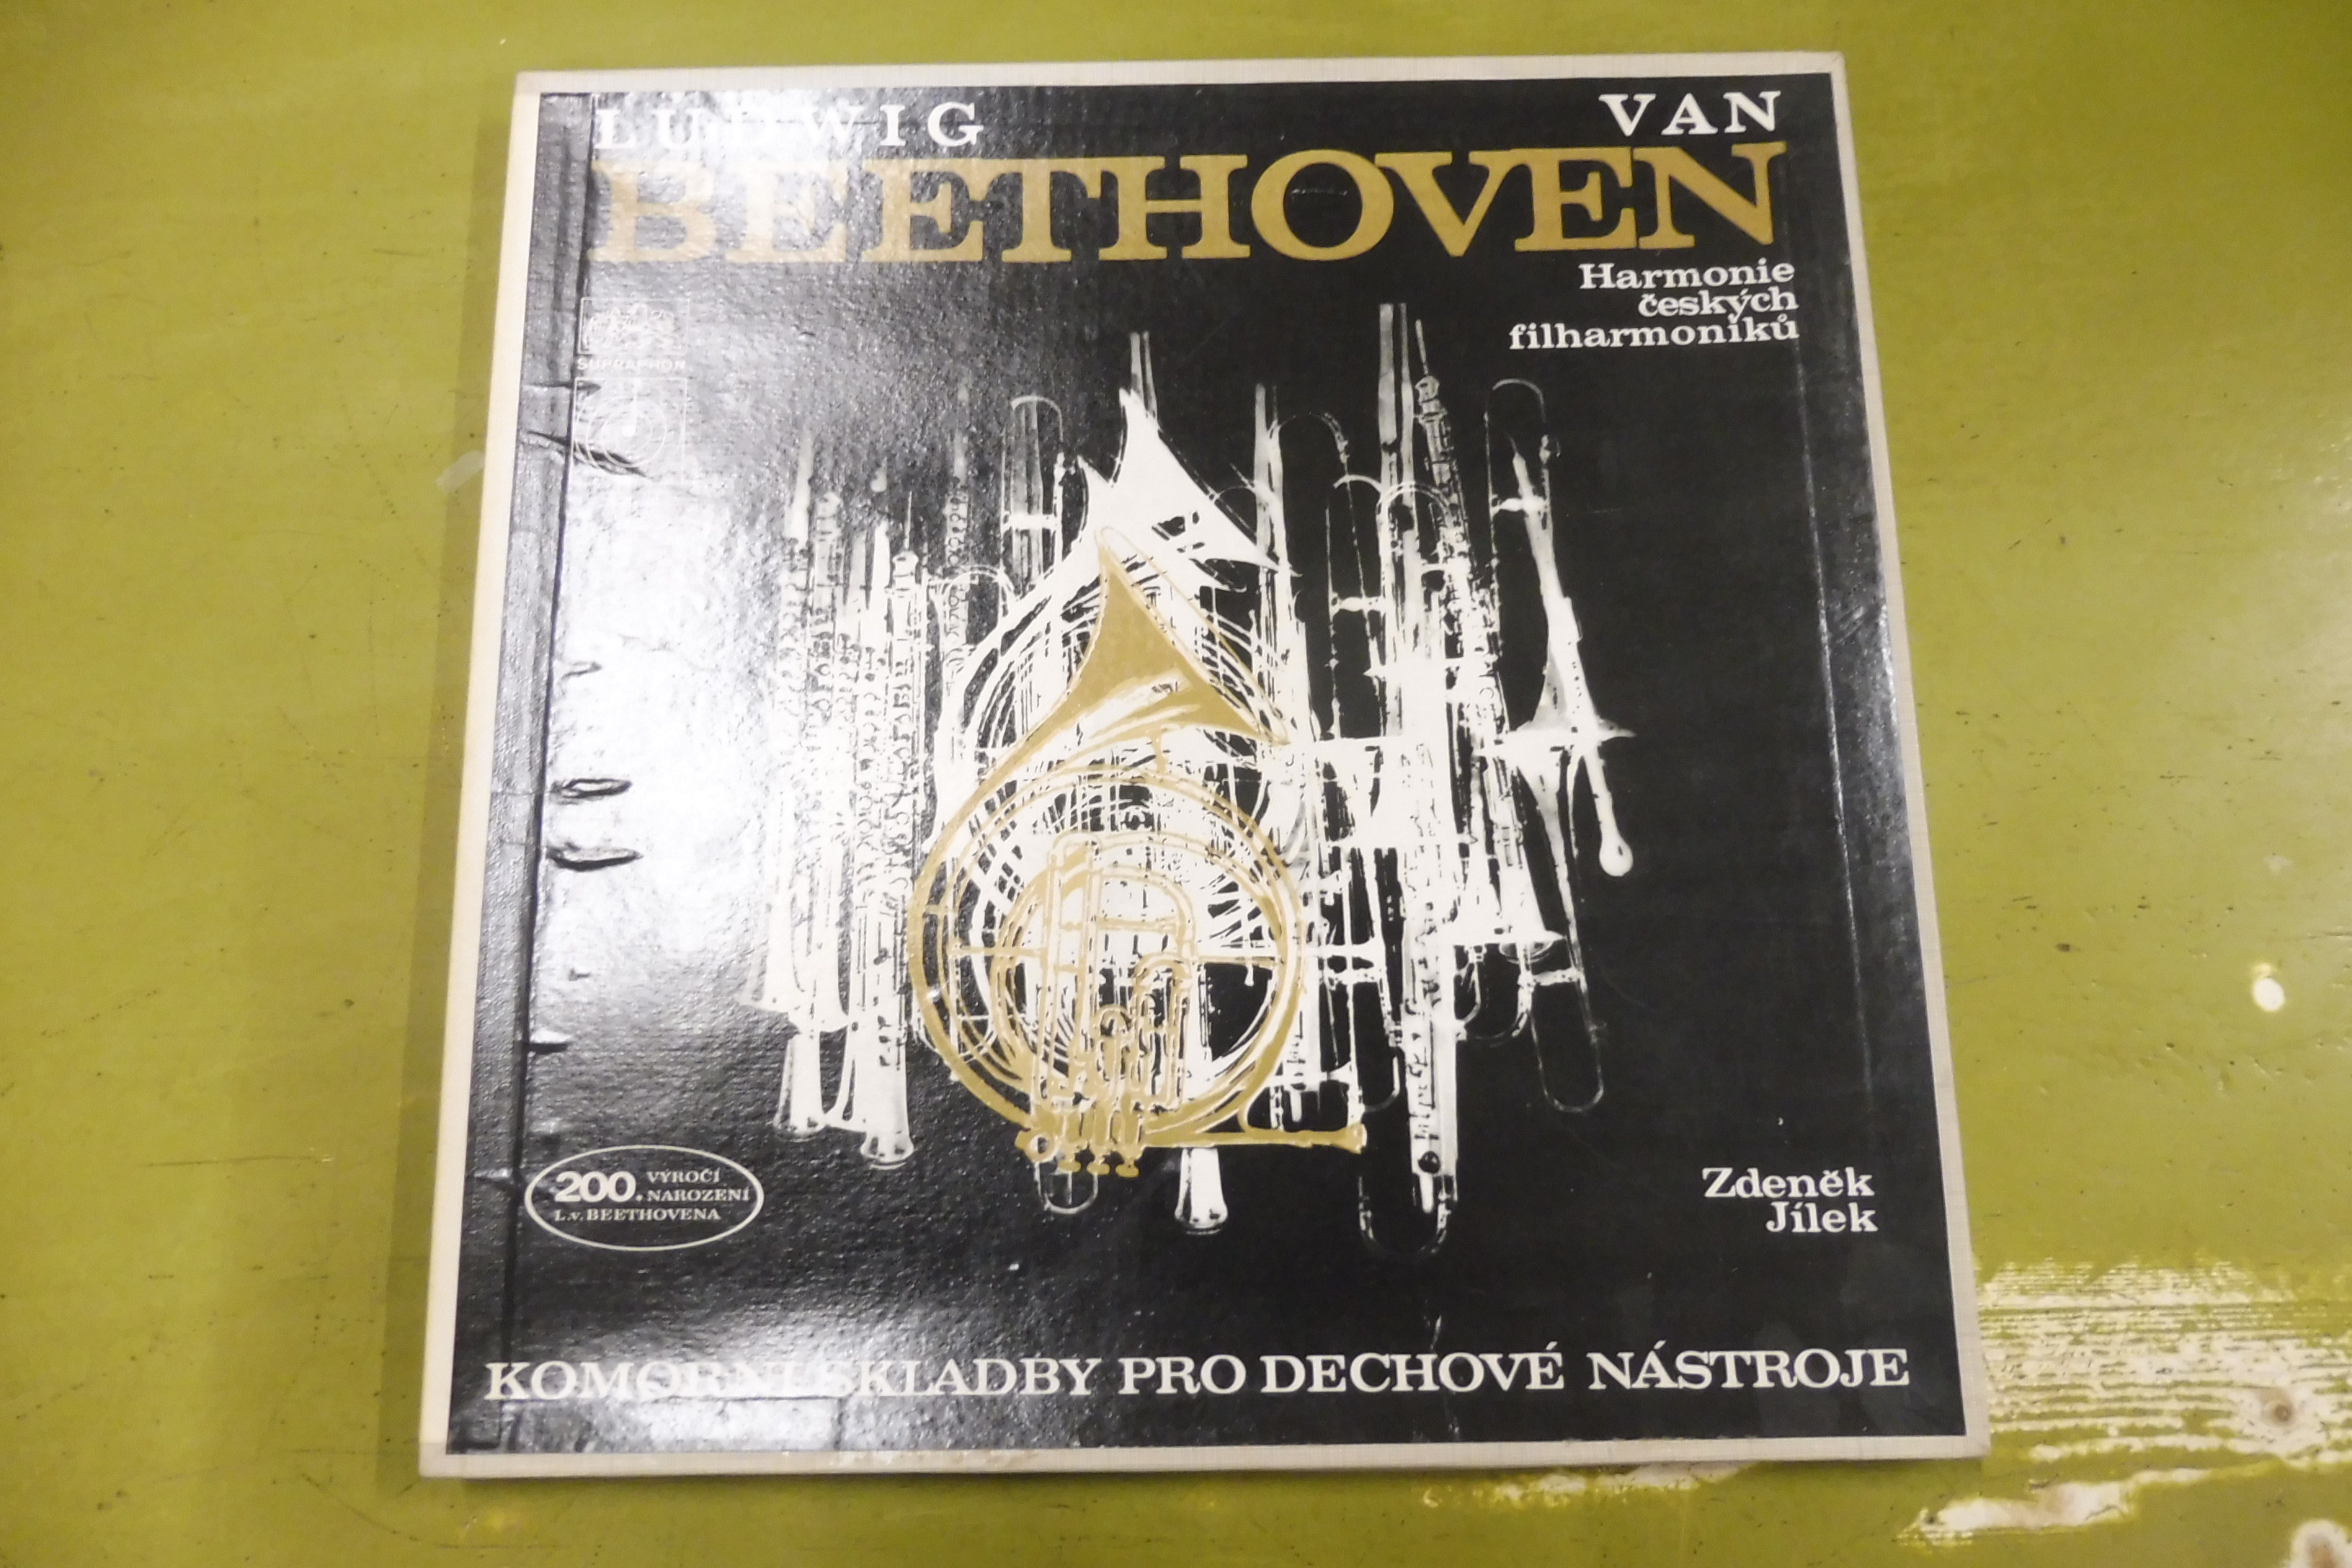 LUDWIG VAN
BEETHOVEN
Harmonie
českých
filharmoniků
SUPRAPHON
200. VÝROČÍ
NAROZENÍ
L.v. BEETHOVENA
Zdeněk
Jílek
KOMORNÍ SKLADBY PRO DECHOVÉ NÁSTROJE